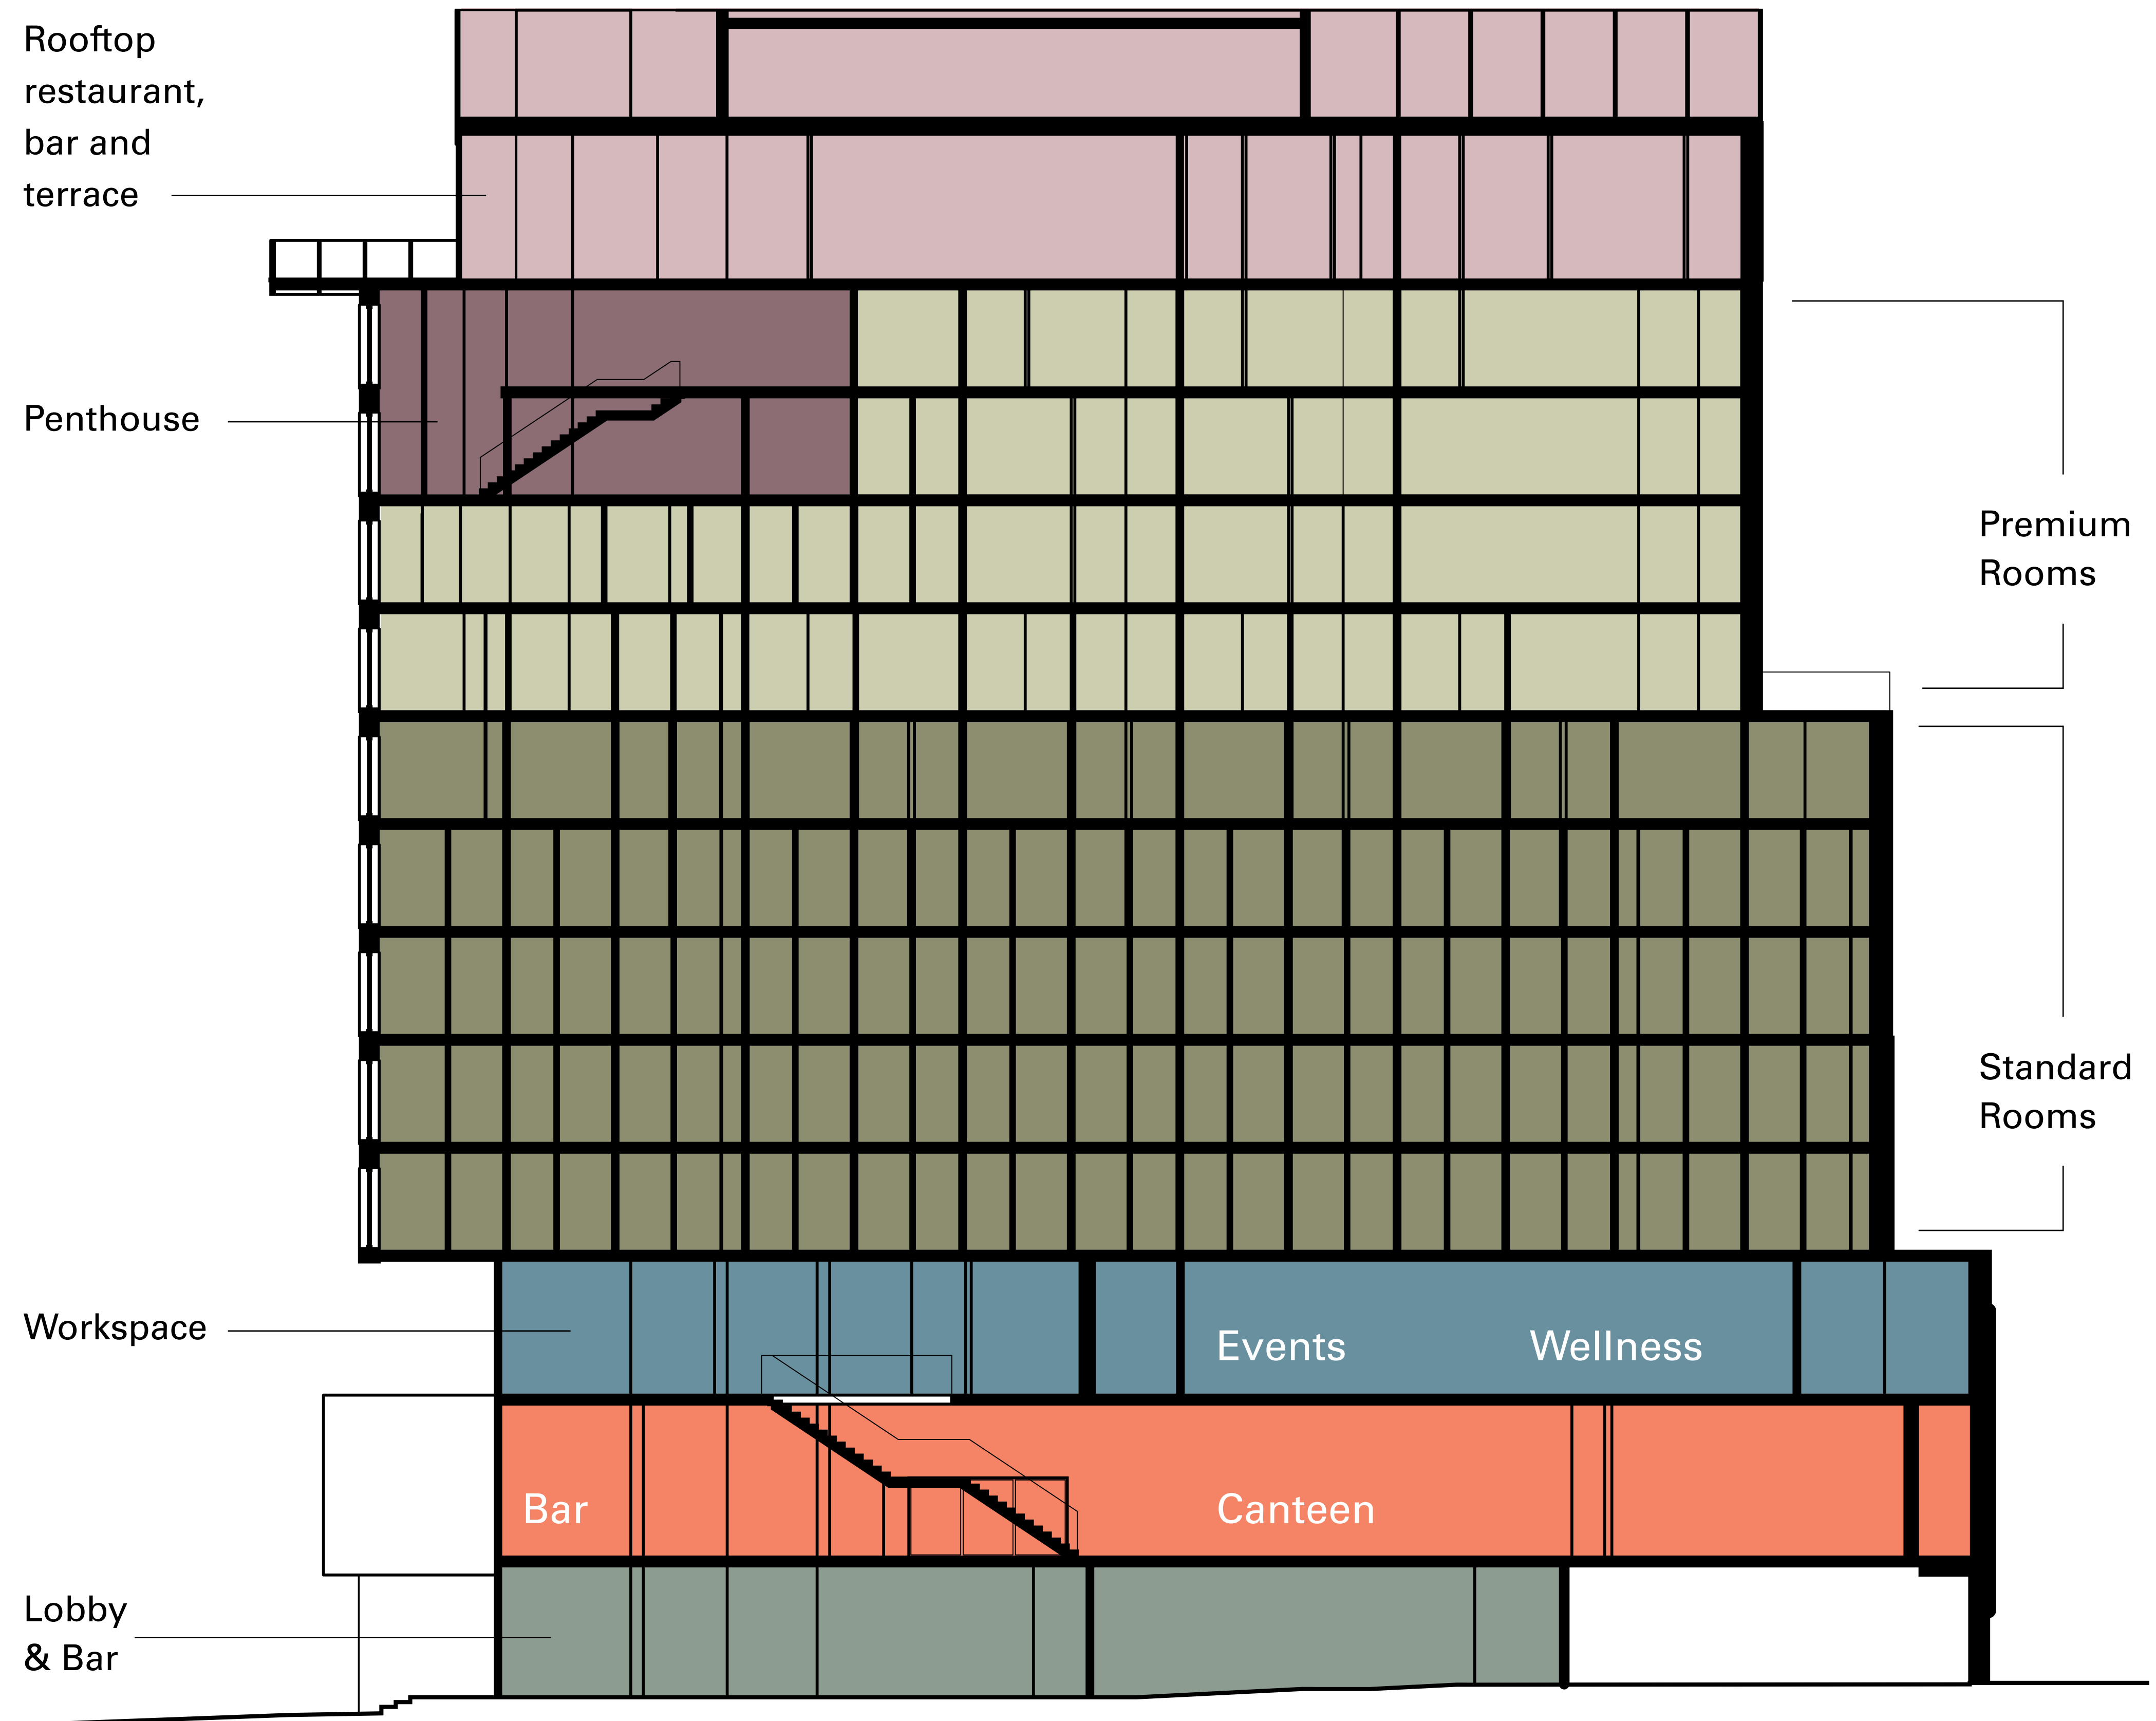 Rooftop
restaurant,
bar and
terrace
Penthouse
Premium
Rooms
Standard
Rooms
Workspace
Events
Wellness
Bar
Canteen
Lobby
& Bar